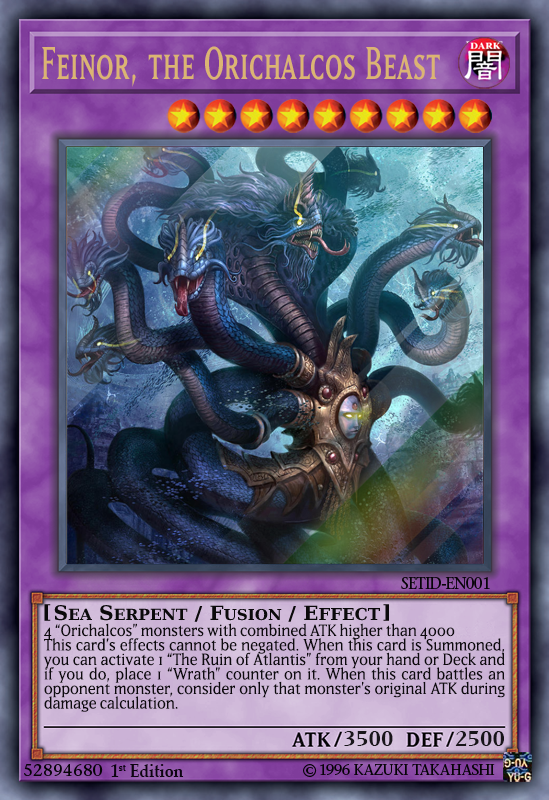 FEINOR, THE ORICHALCOS BEAST
DARK
闇
SETID-EN001
[SEA SERPENT / FUSION / EFFECT]
4 “Orichalcos” monsters with combined ATK higher than 4000
This card's effects cannot be negated. When this card is Summoned,
you can activate 1 “The Ruin of Atlantis” from your hand or Deck and
if you do, place 1 “Wrath” counter on it. When this card battles an
opponent monster, consider only that monster's original ATK during
damage calculation.
ATK/3500 DEF/2500
52894680 1st Edition © 1996 KAZUKI TAKAHASHI